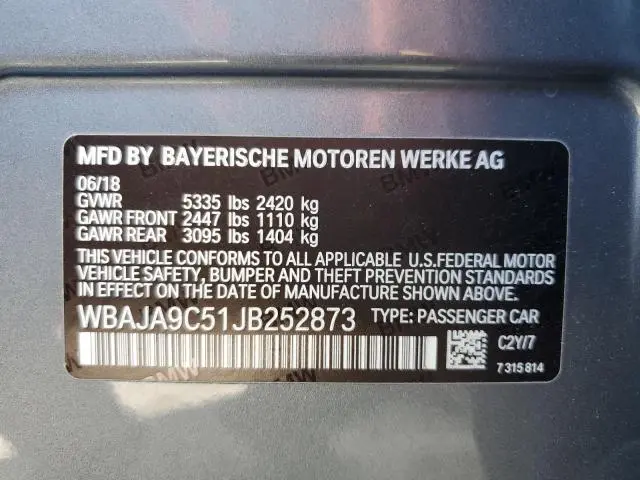 MFD BY BAYERISCHE MOTOREN WERKE AG
06/18
GVWR 5335 lbs 2420 kg
GAWR FRONT 2447 lbs 1110 kg
GAWR REAR 3095 lbs 1404 kg
THIS VEHICLE CONFORMS TO ALL APPLICABLE U.S.FEDERAL MOTOR
VEHICLE SAFETY, BUMPER AND THEFT PREVENTION STANDARDS
IN EFFECT ON THE DATE OF MANUFACTURE SHOWN ABOVE.
WBAJA9C51JB252873 TYPE: PASSENGER CAR
C2Y/7
7 315 814